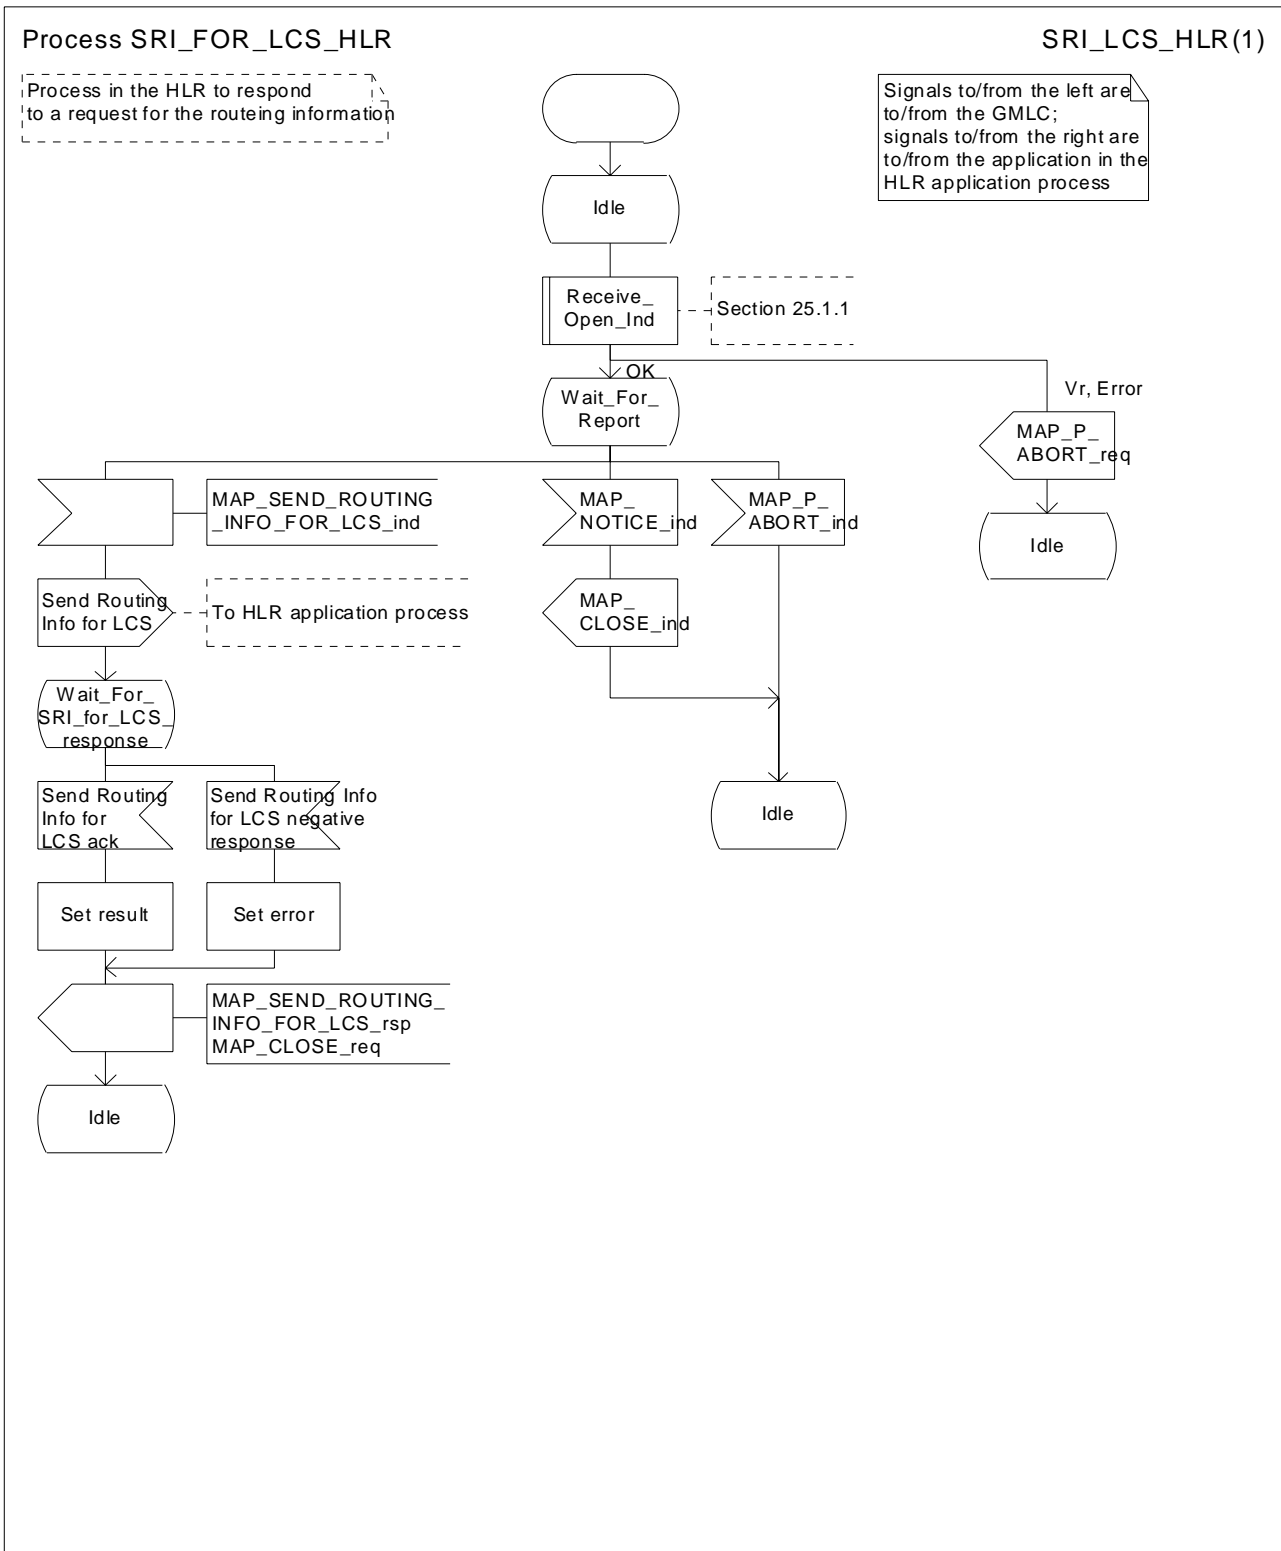 Process SRI_FOR_LCS_HLR
SRI_LCS_HLR(1)
Process in the HLR to respond
to a request for the routeing information
Signals to/from the left are
to/from the GMLC;
signals to/from the right are
to/from the application in the
HLR application process
Idle
Receive_
Open_Ind
Section 25.1.1
OK
Vr, Error
Wait_For_
Report
MAP_P_
ABORT_req
Idle
MAP_SEND_ROUTING
_INFO_FOR_LCS_ind
MAP_
NOTICE_ind
MAP_P_
ABORT_ind
Send Routing
Info for LCS
To HLR application process
MAP_
CLOSE_ind
Wait_For_
SRI_for_LCS_
response
Send Routing
Info for
LCS ack
Send Routing Info
for LCS negative
response
Idle
Set result
Set error
MAP_SEND_ROUTING_
INFO_FOR_LCS_rsp
MAP_CLOSE_req
Idle